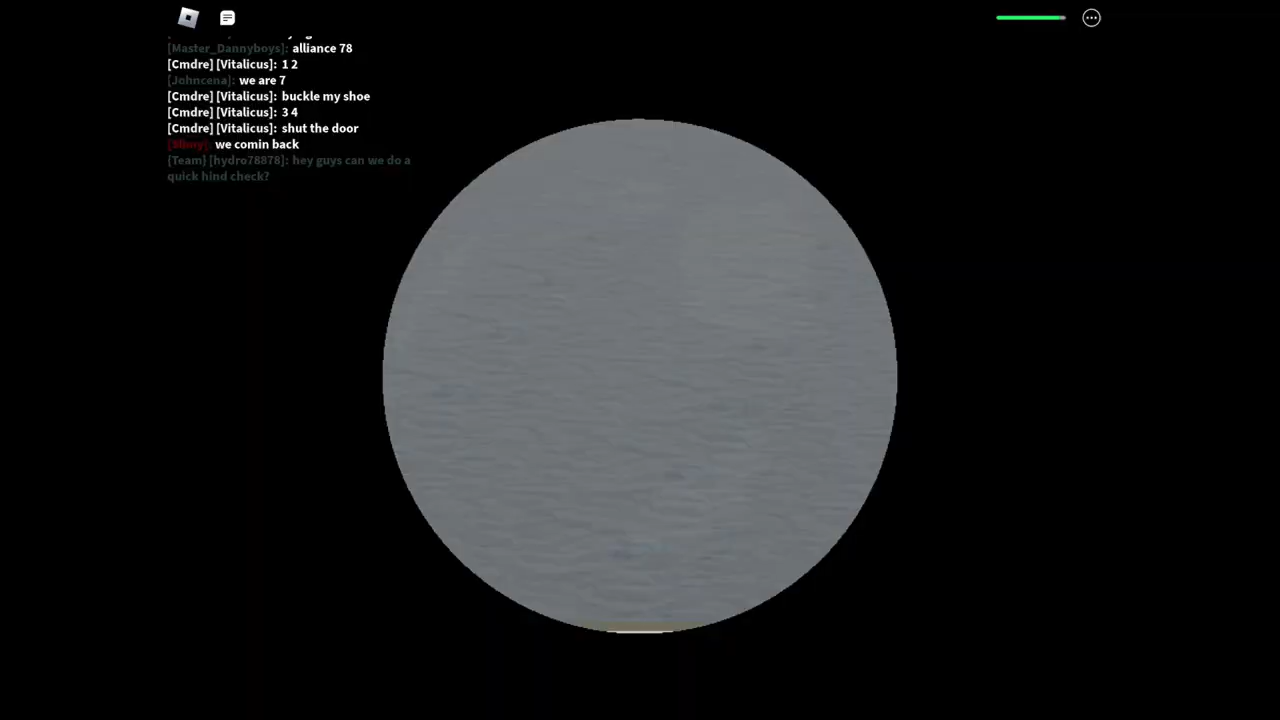 [Master_Dannyboys]: alliance 78
[Cmdre] [Vitalicus]: 1 2
[Johncena]: we are 7
[Cmdre] [Vitalicus]: buckle my shoe
[Cmdre] [Vitalicus]: 3 4
[Cmdre] [Vitalicus]: shut the door
we comin back
{Team} [hydro78878]: hey guys can we do a
quick hind check?